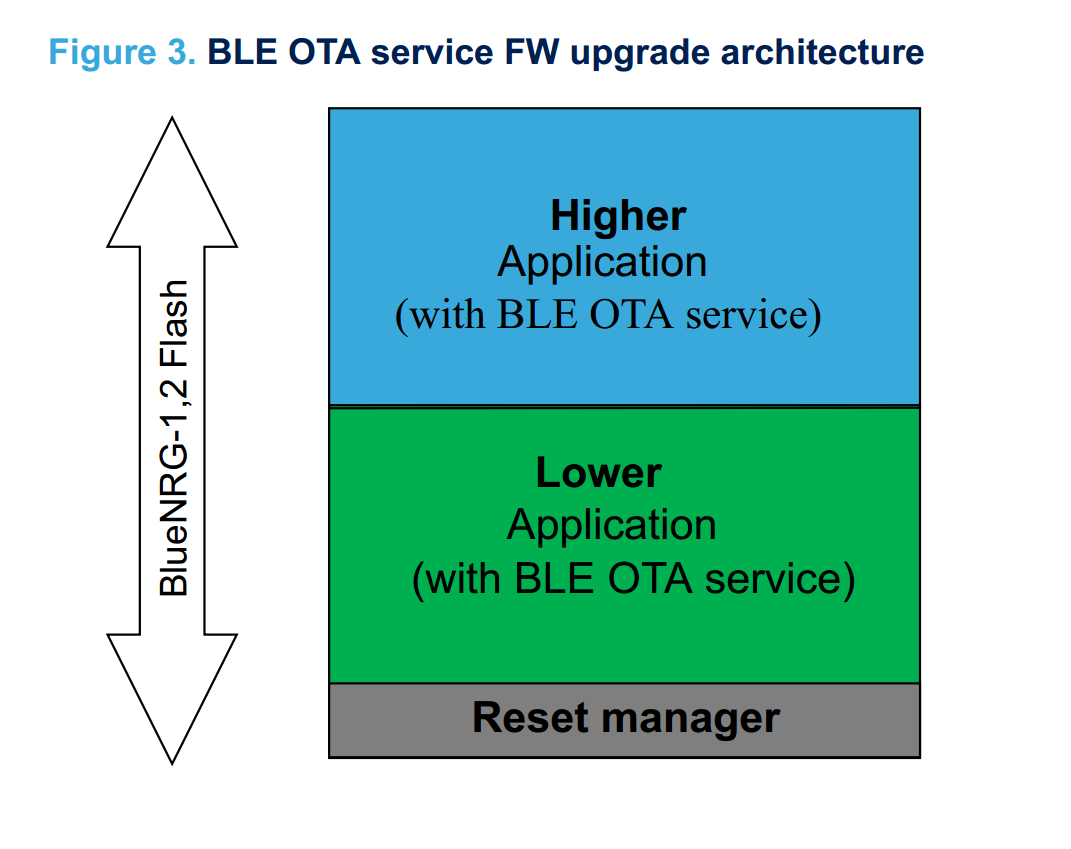 Figure 3. BLE OTA service FW upgrade architecture
BlueNRG-1,2 Flash
Higher
Application
(with BLE OTA service)
Lower
Application
(with BLE OTA service)
Reset manager